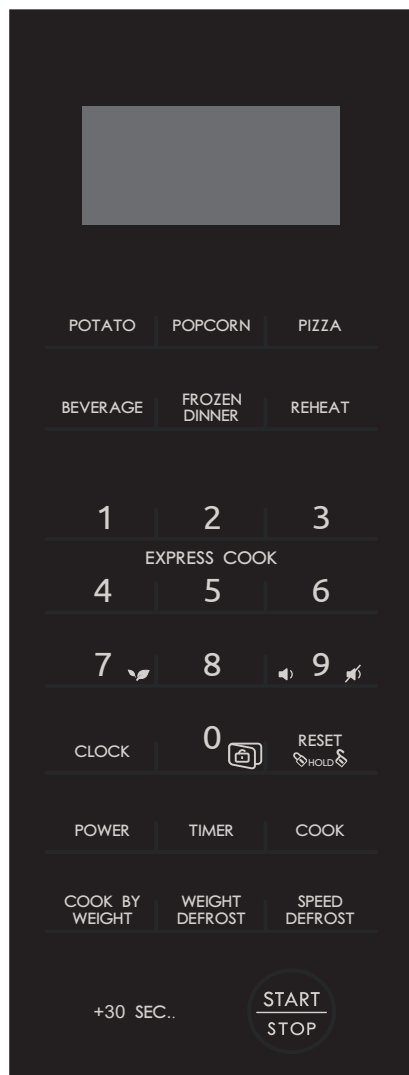 POTATO POPCORN PIZZA
BEVERAGE FROZEN DINNER REHEAT
1 2 3
EXPRESS COOK
4 5 6
7 8 9
CLOCK 0 RESET
HOLD
POWER TIMER COOK
COOK BY WEIGHT WEIGHT DEFROST SPEED DEFROST
+30 SEC.. START
STOP